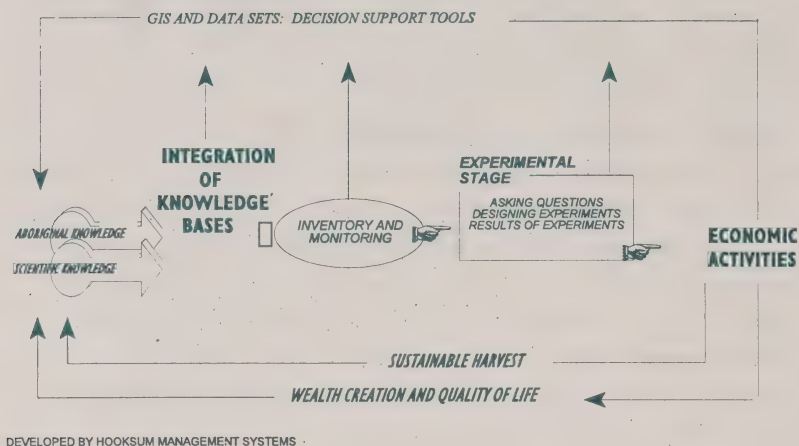 GIS AND DATA SETS: DECISION SUPPORT TOOLS
INTEGRATION
OF
KNOWLEDGE
BASES
ABORIGINAL KNOWLEDGE
SCIENTIFIC KNOWLEDGE
INVENTORY AND
MONITORING
EXPERIMENTAL
STAGE
ASKING QUESTIONS
DESIGNING EXPERIMENTS
RESULTS OF EXPERIMENTS
ECONOMIC
ACTIVITIES
SUSTAINABLE HARVEST
WEALTH CREATION AND QUALITY OF LIFE
DEVELOPED BY HOOKSUM MANAGEMENT SYSTEMS